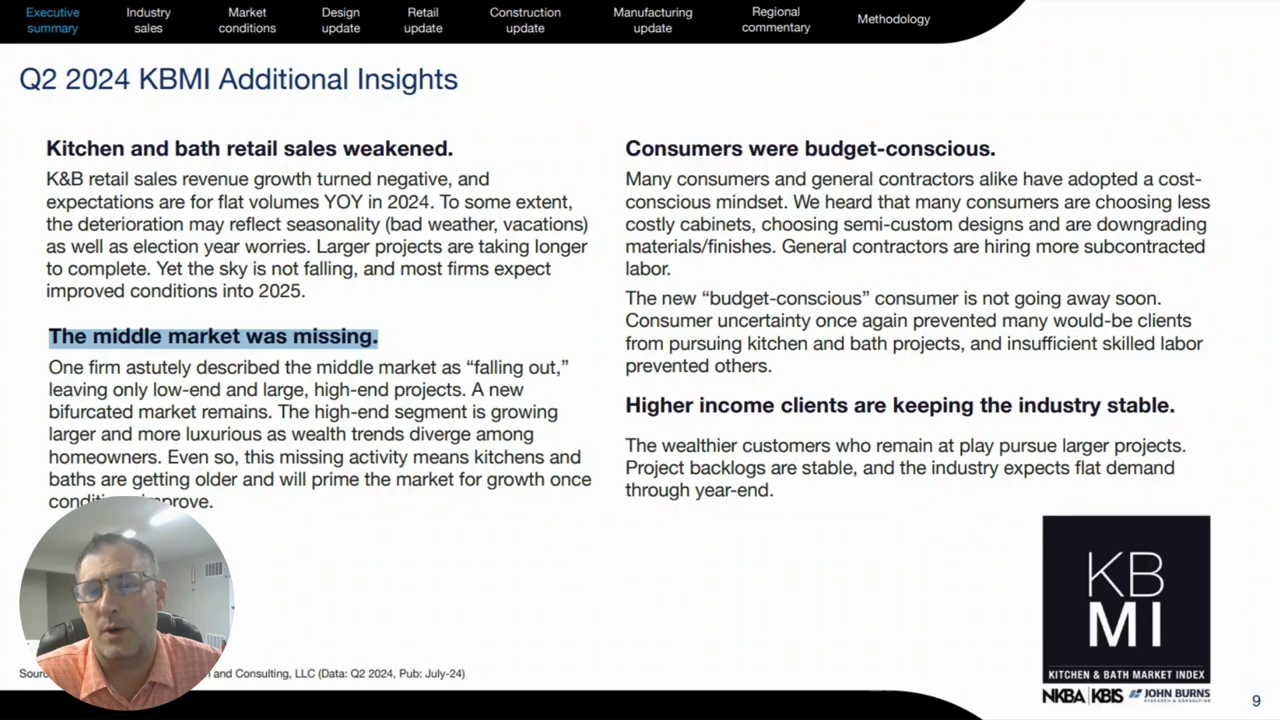 Executive summary
Industry sales
Market conditions
Design update
Retail update
Construction update
Manufacturing update
Regional commentary
Methodology
Q2 2024 KBMI Additional Insights
Kitchen and bath retail sales weakened.
K&B retail sales revenue growth turned negative, and
expectations are for flat volumes YOY in 2024. To some extent,
the deterioration may reflect seasonality (bad weather, vacations)
as well as election year worries. Larger projects are taking longer
to complete. Yet the sky is not falling, and most firms expect
improved conditions into 2025.
The middle market was missing.
One firm astutely described the middle market as “falling out,”
leaving only low-end and large, high-end projects. A new
bifurcated market remains. The high-end segment is growing
larger and more luxurious as wealth trends diverge among
homeowners. Even so, this missing activity means kitchens and
baths are getting older and will prime the market for growth once
Consumers were budget-conscious.
Many consumers and general contractors alike have adopted a cost-
conscious mindset. We heard that many consumers are choosing less
costly cabinets, choosing semi-custom designs and are downgrading
materials/finishes. General contractors are hiring more subcontracted
labor.
The new “budget-conscious” consumer is not going away soon.
Consumer uncertainty once again prevented many would-be clients
from pursuing kitchen and bath projects, and insufficient skilled labor
prevented others.
Higher income clients are keeping the industry stable.
The wealthier customers who remain at play pursue larger projects.
Project backlogs are stable, and the industry expects flat demand
through year-end.
and Consulting, LLC (Data: Q2 2024, Pub: July-24)
KB
MI
KITCHEN & BATH MARKET INDEX
NKBA KBIS JOHN BURNS
RESEARCH & CONSULTING
9